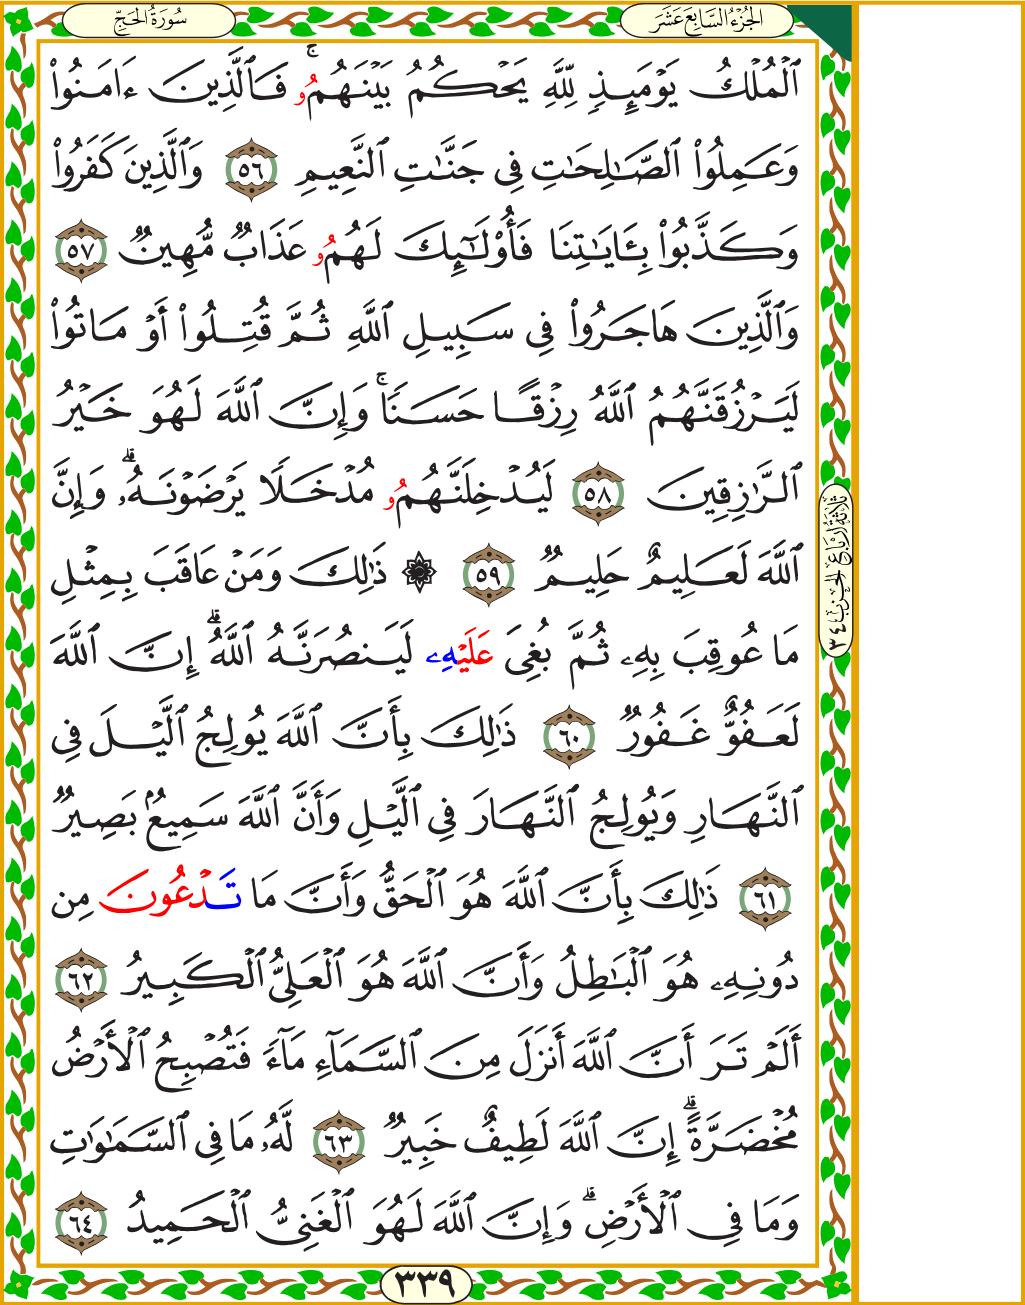 الجُزْءُ السَّابِعَ عَشَرَ
سُورَةُ الحَجِّ
ٱلْمُلْكُ يَوْمَئِذٍ لِّلَّهِ يَحْكُمُ بَيْنَهُمُۥ ۚ فَٱلَّذِينَ ءَامَنُوا۟
وَعَمِلُوا۟ ٱلصَّـٰلِحَـٰتِ فِى جَنَّـٰتِ ٱلنَّعِيمِ ٥٦ وَٱلَّذِينَ كَفَرُوا۟
وَكَذَّبُوا۟ بِـَٔايَـٰتِنَا فَأُو۟لَـٰٓئِكَ لَهُمُۥ عَذَابٌ مُّهِينٌ ٥٧
وَٱلَّذِينَ هَاجَرُوا۟ فِى سَبِيلِ ٱللَّهِ ثُمَّ قُتِلُوٓا۟ أَوْ مَاتُوا۟
لَيَرْزُقَنَّهُمُ ٱللَّهُ رِزْقًا حَسَنًا ۚ وَإِنَّ ٱللَّهَ لَهُوَ خَيْرُ
ٱلرَّٰزِقِينَ ٥٨ لَيُدْخِلَنَّهُمُۥ مُدْخَلًا يَرْضَوْنَهُۥ ۗ وَإِنَّ
ٱللَّهَ لَعَلِيمٌ حَلِيمٌ ٥٩ ۞ ذَٰلِكَ وَمَنْ عَاقَبَ بِمِثْلِ
مَا عُوقِبَ بِهِۦ ثُمَّ بُغِىَ عَلَيْهِۦ لَيَنصُرَنَّهُ ٱللَّهُ ۗ إِنَّ ٱللَّهَ
لَعَفُوٌّ غَفُورٌ ٦٠ ذَٰلِكَ بِأَنَّ ٱللَّهَ يُولِجُ ٱلَّيْلَ فِى
ٱلنَّهَارِ وَيُولِجُ ٱلنَّهَارَ فِى ٱلَّيْلِ وَأَنَّ ٱللَّهَ سَمِيعٌۢ بَصِيرٌ
٦١ ذَٰلِكَ بِأَنَّ ٱللَّهَ هُوَ ٱلْحَقُّ وَأَنَّ مَا تَدْعُونَ مِن
دُونِهِۦ هُوَ ٱلْبَـٰطِلُ وَأَنَّ ٱللَّهَ هُوَ ٱلْعَلِىُّ ٱلْكَبِيرُ ٦٢
أَلَمْ تَرَ أَنَّ ٱللَّهَ أَنزَلَ مِنَ ٱلسَّمَآءِ مَآءً فَتُصْبِحُ ٱلْأَرْضُ
مُخْضَرَّةً ۗ إِنَّ ٱللَّهَ لَطِيفٌ خَبِيرٌ ٦٣ لَّهُۥ مَا فِى ٱلسَّمَـٰوَٰتِ
وَمَا فِى ٱلْأَرْضِ ۗ وَإِنَّ ٱللَّهَ لَهُوَ ٱلْغَنِىُّ ٱلْحَمِيدُ ٦٤
ثَلَاثَةُ أَرْبَاعِ الحِزْبِ ٣٤
٣٣٩